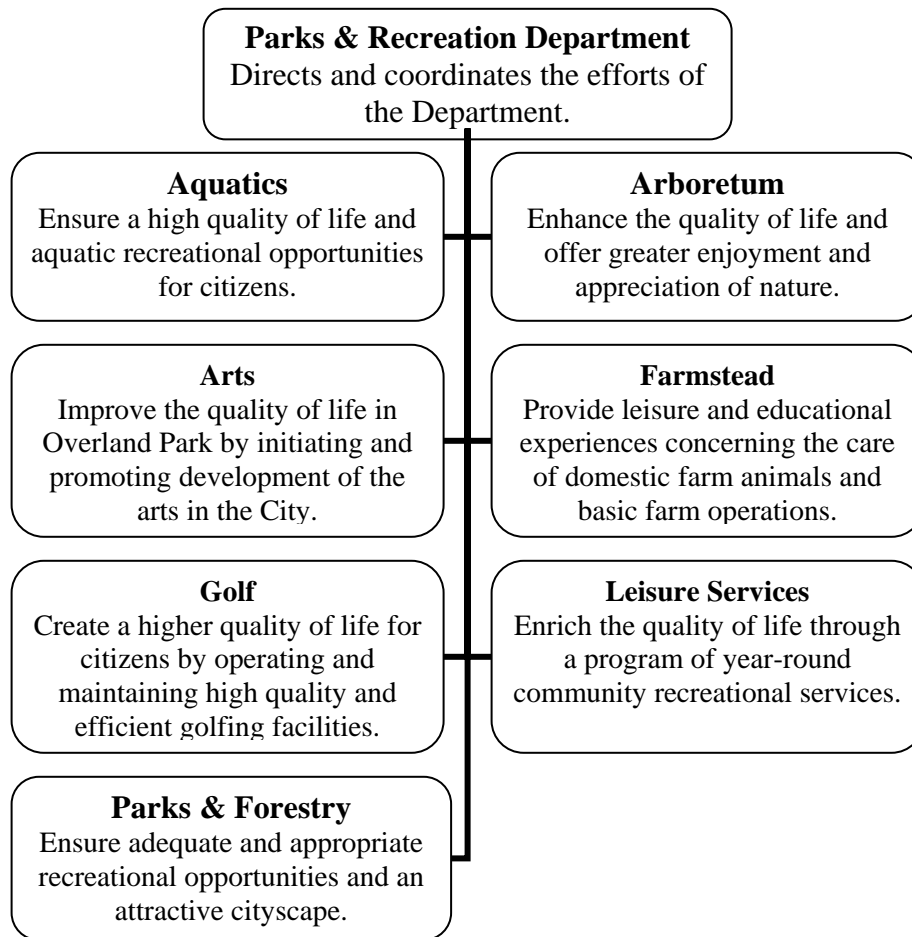 Parks & Recreation Department
Directs and coordinates the efforts of
the Department.
Aquatics
Ensure a high quality of life and
aquatic recreational opportunities
for citizens.
Arboretum
Enhance the quality of life and
offer greater enjoyment and
appreciation of nature.
Arts
Improve the quality of life in
Overland Park by initiating and
promoting development of the
arts in the City.
Farmstead
Provide leisure and educational
experiences concerning the care
of domestic farm animals and
basic farm operations.
Golf
Create a higher quality of life for
citizens by operating and
maintaining high quality and
efficient golfing facilities.
Leisure Services
Enrich the quality of life through
a program of year-round
community recreational services.
Parks & Forestry
Ensure adequate and appropriate
recreational opportunities and an
attractive cityscape.